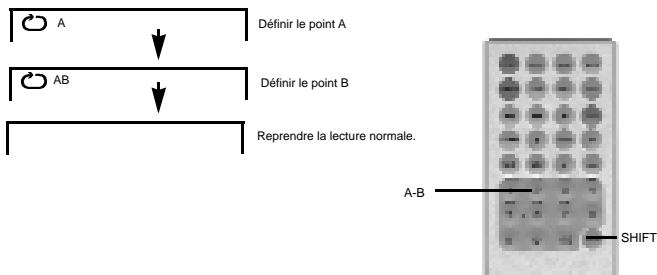 A
Définir le point A
AB
Définir le point B
Reprendre la lecture normale.
A-B
SHIFT